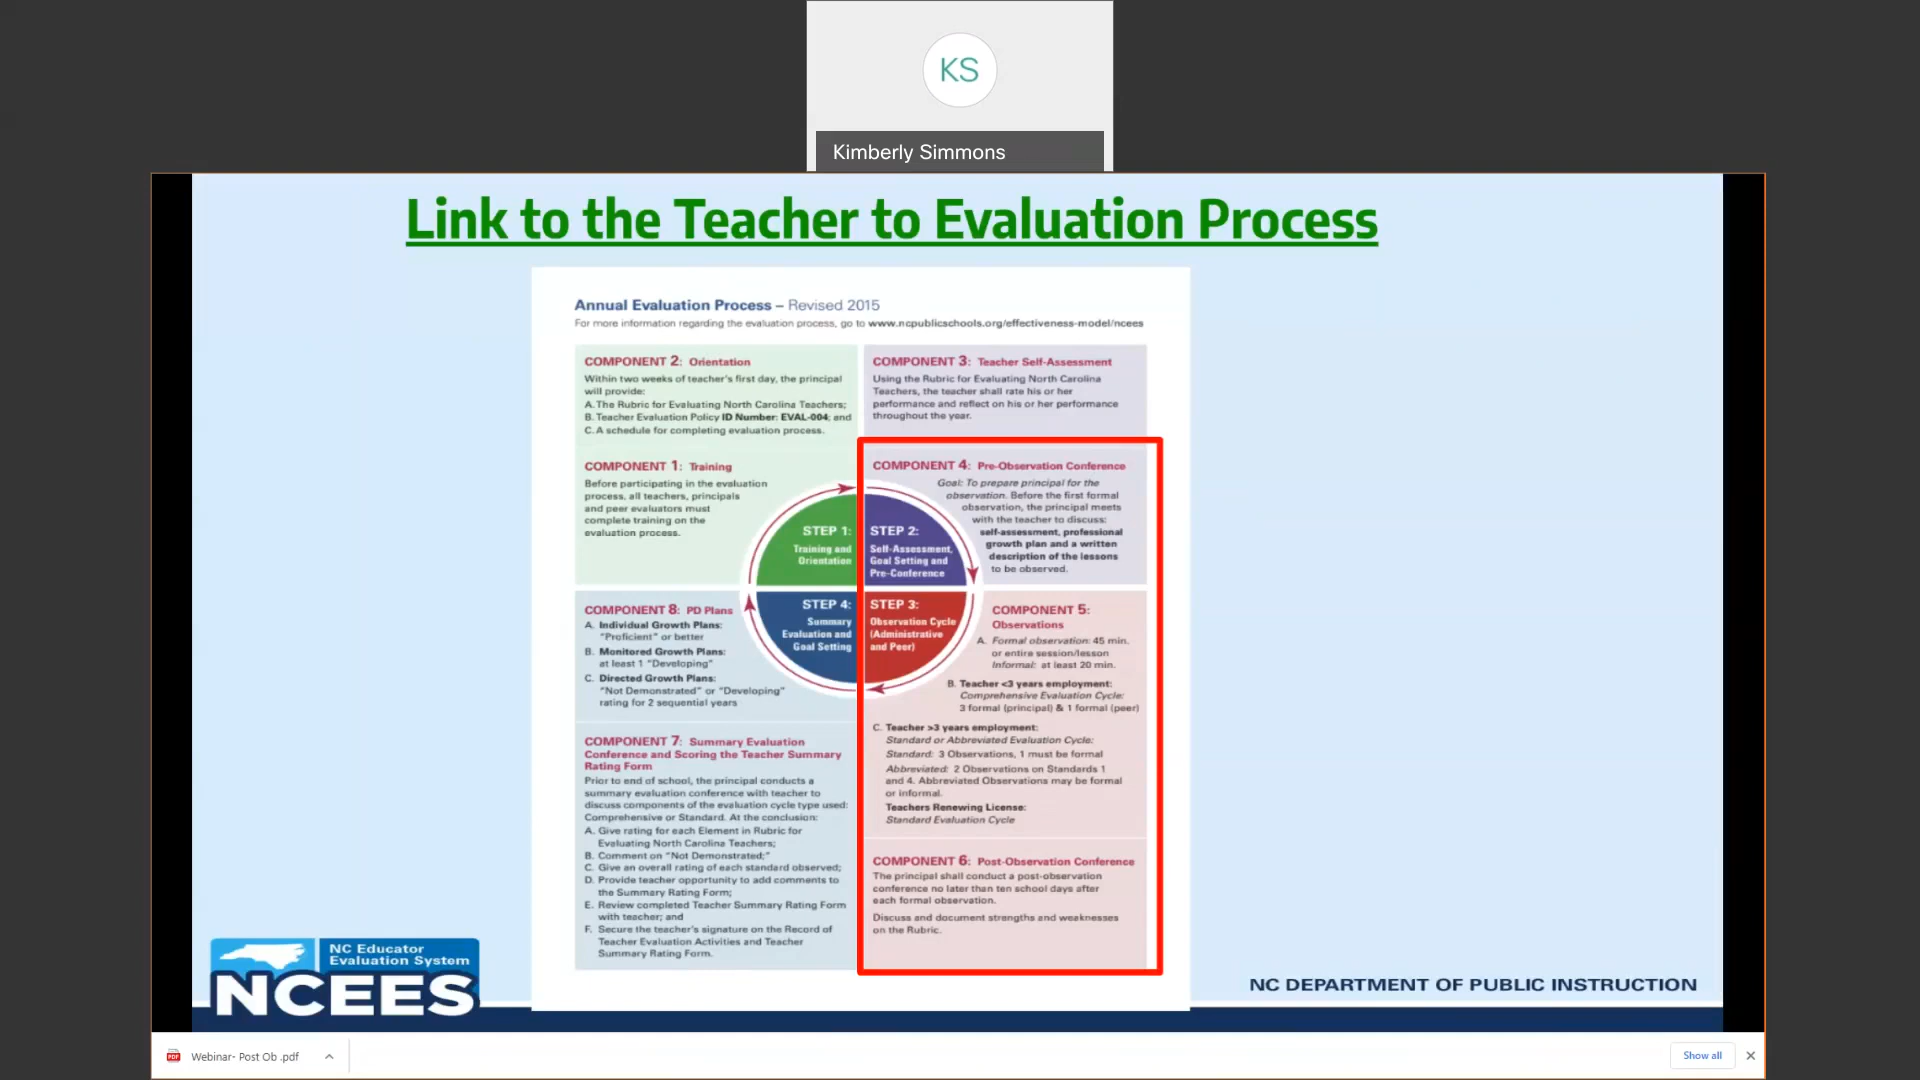 KS
Kimberly Simmons
Link to the Teacher to Evaluation Process
Annual Evaluation Process – Revised 2015
For more information regarding the evaluation process, go to www.ncpublicschools.org/effectiveness-model/ncees
COMPONENT 2: Orientation
Within two weeks of teacher's first day, the principal
will provide:
A. The Rubric for Evaluating North Carolina Teachers;
B. Teacher Evaluation Policy ID Number: EVAL-004; and
C. A schedule for completing evaluation process.
COMPONENT 3: Teacher Self-Assessment
Using the Rubric for Evaluating North Carolina
Teachers, the teacher shall rate his or her
performance and reflect on his or her performance
throughout the year.
COMPONENT 1: Training
Before participating in the evaluation
process, all teachers, principals
and peer evaluators must
complete training on the
evaluation process.
COMPONENT 4: Pre-Observation Conference
Goal: To prepare principal for the
observation. Before the first formal
observation, the principal meets
with the teacher to discuss:
self-assessment, professional
growth plan and a written
description of the lessons
to be observed.
STEP 1:
Training and
Orientation
STEP 2:
Self-Assessment,
Goal Setting and
Pre-Conference
STEP 4:
Summary
Evaluation and
Goal Setting
STEP 3:
Observation Cycle
(Administrative
and Peer)
COMPONENT 8: PD Plans
A. Individual Growth Plans:
"Proficient" or better
B. Monitored Growth Plans:
at least 1 "Developing"
C. Directed Growth Plans:
"Not Demonstrated" or "Developing"
rating for 2 sequential years
COMPONENT 5:
Observations
A. Formal observation: 45 min.
or entire session/lesson
Informal: at least 20 min.
B. Teacher <3 years employment:
Comprehensive Evaluation Cycle:
3 formal (principal) & 1 formal (peer)
C. Teacher >3 years employment:
Standard or Abbreviated Evaluation Cycle:
Standard: 3 Observations, 1 must be formal
Abbreviated: 2 Observations on Standards 1
and 4. Abbreviated Observations may be formal
or informal.
Teachers Renewing License:
Standard Evaluation Cycle
COMPONENT 7: Summary Evaluation
Conference and Scoring the Teacher Summary
Rating Form
Prior to end of school, the principal conducts a
summary evaluation conference with teacher to
discuss components of the evaluation cycle type used:
Comprehensive or Standard. At the conclusion:
A. Give rating for each Element in Rubric for
Evaluating North Carolina Teachers;
B. Comment on "Not Demonstrated;"
C. Give an overall rating of each standard observed;
D. Provide teacher opportunity to add comments to
the Summary Rating Form;
E. Review completed Teacher Summary Rating Form
with teacher; and
F. Secure the teacher's signature on the Record of
Teacher Evaluation Activities and Teacher
Summary Rating Form.
COMPONENT 6: Post-Observation Conference
The principal shall conduct a post-observation
conference no later than ten school days after
each formal observation.
Discuss and document strengths and weaknesses
on the Rubric.
NC Educator
Evaluation System
NCEES
NC DEPARTMENT OF PUBLIC INSTRUCTION
PDF
Webinar- Post Ob .pdf
Show all